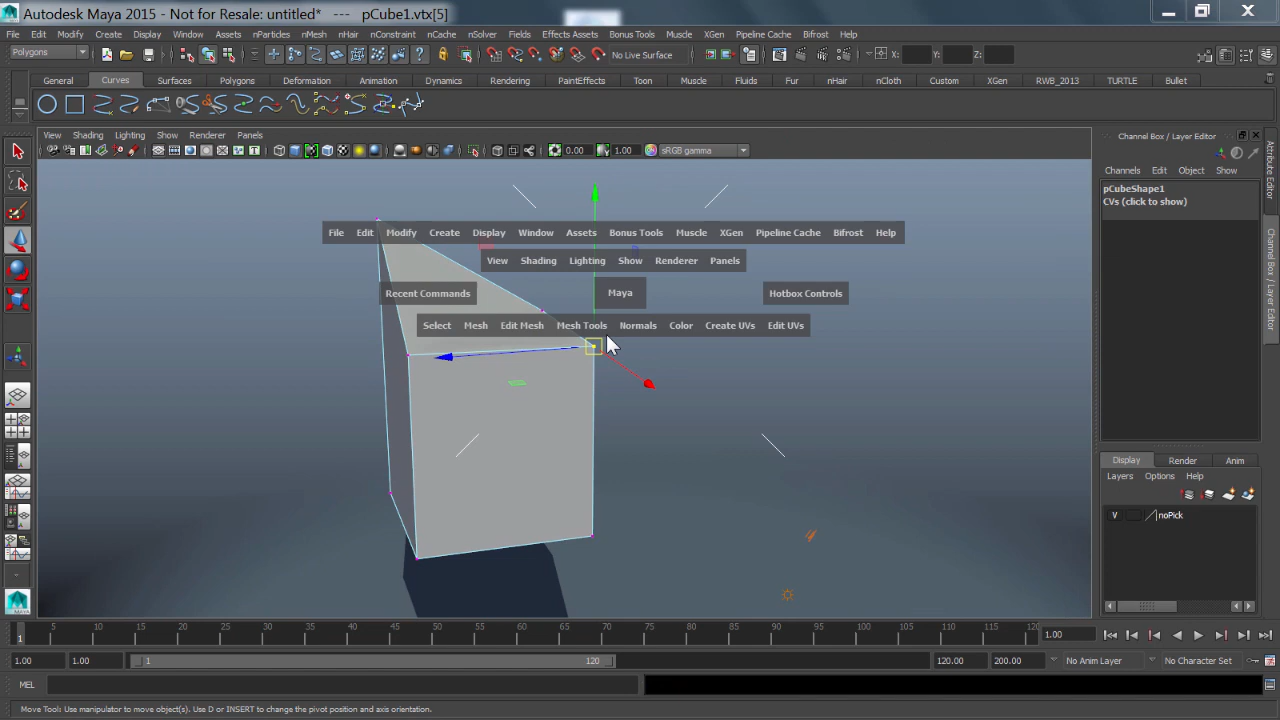 Autodesk Maya 2015 - Not for Resale: untitled* --- pCube1.vtx[5]
File Edit Modify Create Display Window Assets nParticles nMesh nHair nConstraint nCache nSolver Fields Effects Assets Bonus Tools Muscle XGen Pipeline Cache Bifrost Help
Polygons No Live Surface X: Y: Z:
General Curves Surfaces Polygons Deformation Animation Dynamics Rendering PaintEffects Toon Muscle Fluids Fur nHair nCloth Custom XGen RWB_2013 TURTLE Bullet
View Shading Lighting Show Renderer Panels
0.00 1.00 sRGB gamma
Channel Box / Layer Editor
Channels Edit Object Show
pCubeShape1
CVs (click to show)
Attribute Editor
Channel Box / Layer Editor
File Edit Modify Create Display Window Assets Bonus Tools Muscle XGen Pipeline Cache Bifrost Help
View Shading Lighting Show Renderer Panels
Recent Commands Maya Hotbox Controls
Select Mesh Edit Mesh Mesh Tools Normals Color Create UVs Edit UVs
Display Render Anim
Layers Options Help
V noPick
1 5 10 15 20 25 30 35 40 45 50 55 60 65 70 75 80 85 90 95 100 105 110 115 120
1.00
1.00 1.00 1 120 120.00 200.00 No Anim Layer No Character Set
MEL
Move Tool: Use manipulator to move object(s). Use D or INSERT to change the pivot position and axis orientation.